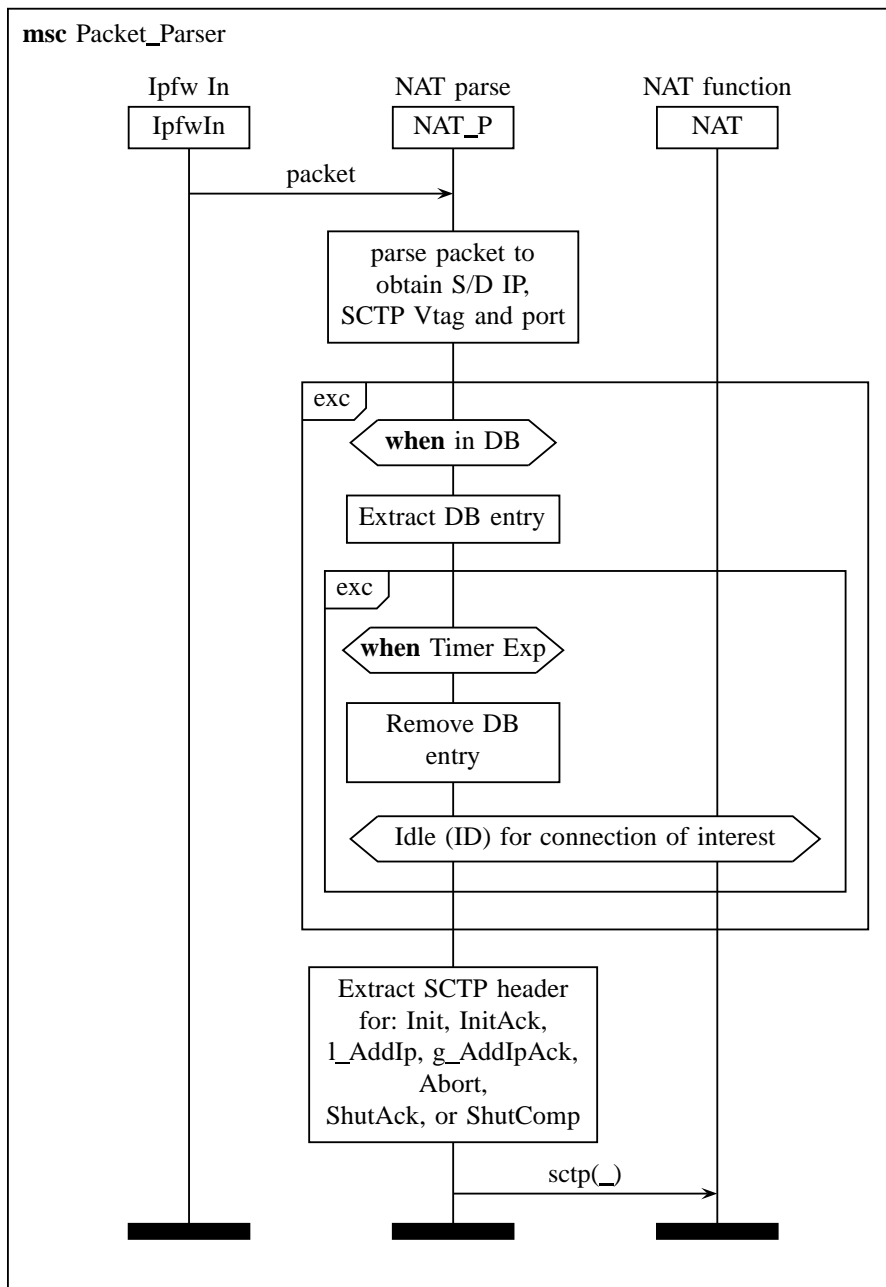 msc Packet_Parser
Ipfw In
NAT parse
NAT function
IpfwIn
NAT_P
NAT
packet
parse packet to
obtain S/D IP,
SCTP Vtag and port
exc
when in DB
Extract DB entry
exc
when Timer Exp
Remove DB
entry
Idle (ID) for connection of interest
Extract SCTP header
for: Init, InitAck,
l_AddIp, g_AddIpAck,
Abort,
ShutAck, or ShutComp
sctp(_)